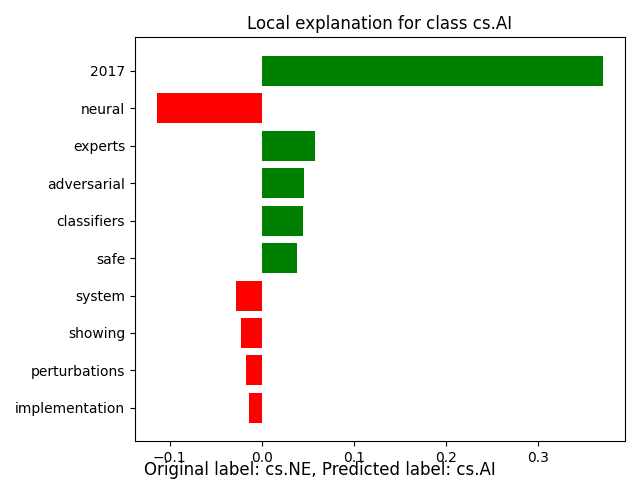 Local explanation for class cs.AI
2017
neural
experts
adversarial
classifiers
safe
system
showing
perturbations
implementation
−0.1 0.0 0.1 0.2 0.3
Original label: cs.NE, Predicted label: cs.AI